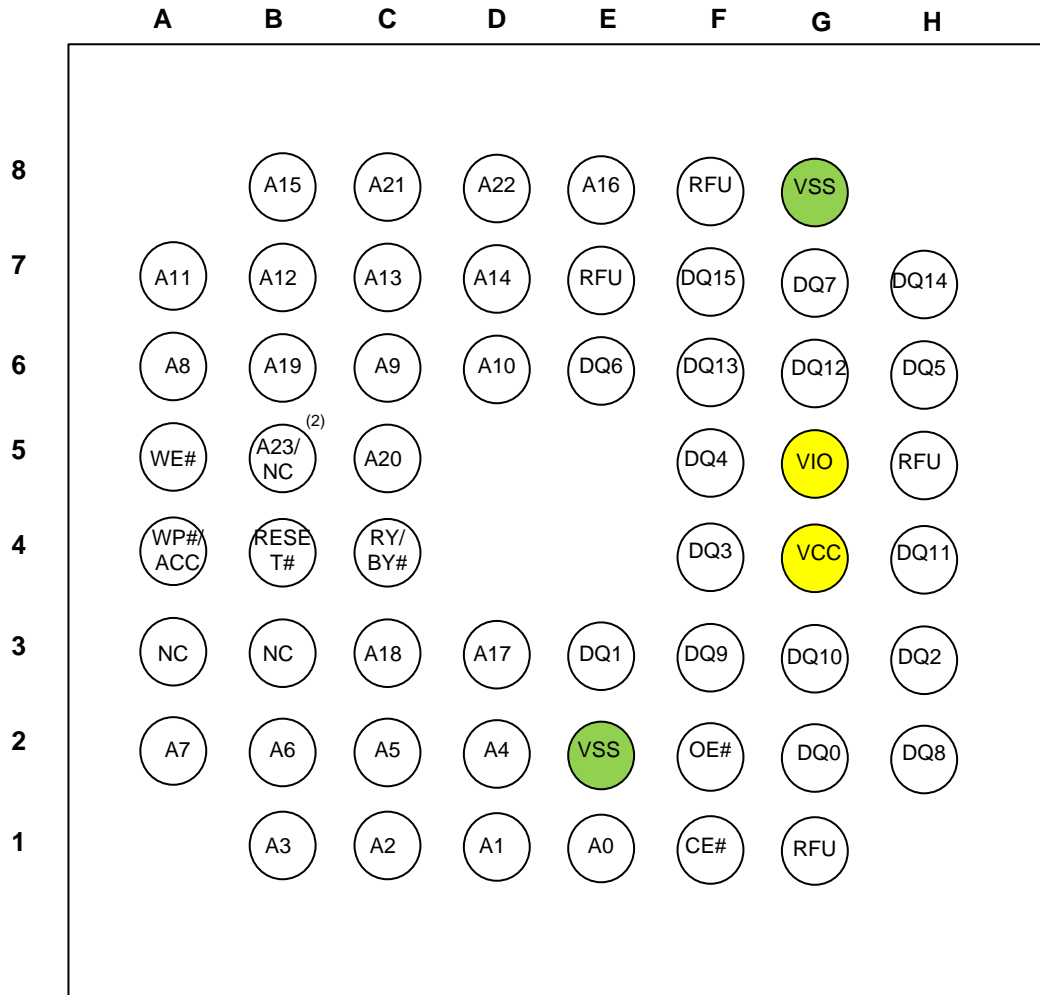 A B C D E F G H
8 A15 A21 A22 A16 RFU VSS
7 A11 A12 A13 A14 RFU DQ15 DQ7 DQ14
6 A8 A19 A9 A10 DQ6 DQ13 DQ12 DQ5
(2)
5 WE# A23/ NC A20 DQ4 VIO RFU
4 WP#/ ACC RESE T# RY/ BY# DQ3 VCC DQ11
3 NC NC A18 A17 DQ1 DQ9 DQ10 DQ2
2 A7 A6 A5 A4 VSS OE# DQ0 DQ8
1 A3 A2 A1 A0 CE# RFU